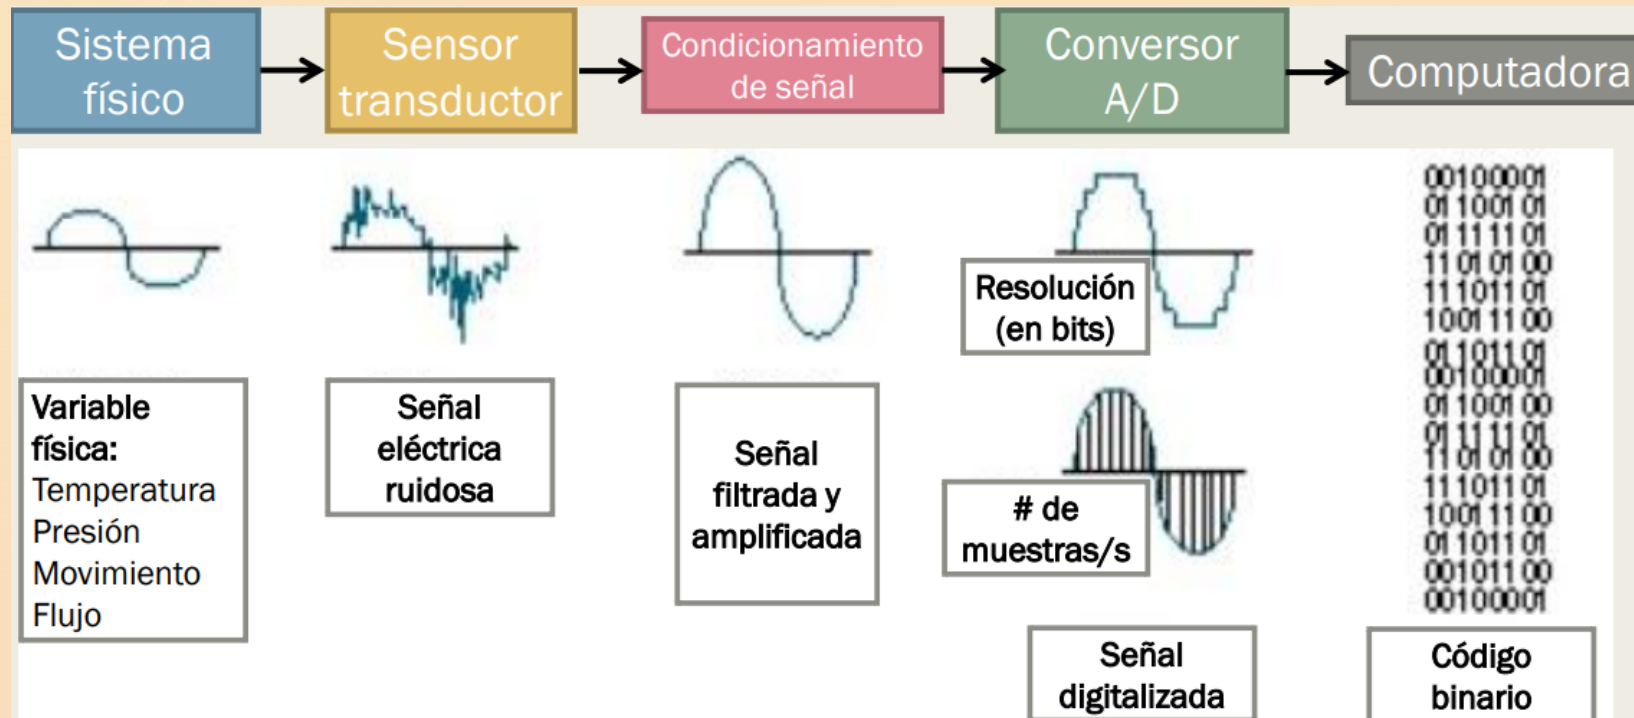 Sistema
físico
Sensor
transductor
Condicionamiento
de señal
Conversor
A/D
Computadora
Variable
física:
Temperatura
Presión
Movimiento
Flujo
Señal
eléctrica
ruidosa
Señal
filtrada y
amplificada
Resolución
(en bits)
# de
muestras/s
Señal
digitalizada
00100001
01100101
01111101
11010100
11101101
10011100
01101101
00100001
01100100
01111101
11010100
11101101
10011100
01101101
00101100
00100001
Código
binario